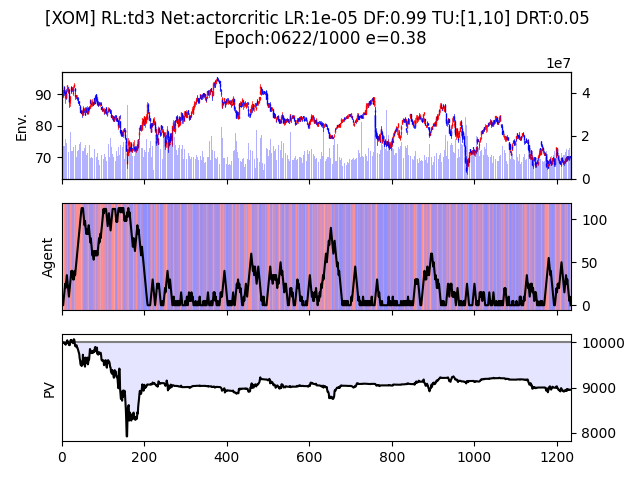 [XOM] RL:td3 Net:actorcritic LR:1e-05 DF:0.99 TU:[1,10] DRT:0.05
Epoch:0622/1000 e=0.38
1e7
90
80
70
Env.
4
2
0
Agent
100
50
0
PV
10000
9000
8000
0 200 400 600 800 1000 1200